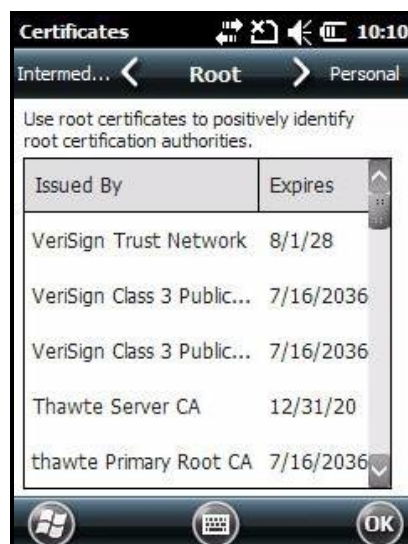 Certificates 10:10
Intermed... Root Personal
Use root certificates to positively identify
root certification authorities.
Issued By Expires
VeriSign Trust Network 8/1/28
VeriSign Class 3 Public... 7/16/2036
VeriSign Class 3 Public... 7/16/2036
Thawte Server CA 12/31/20
thawte Primary Root CA 7/16/2036
OK